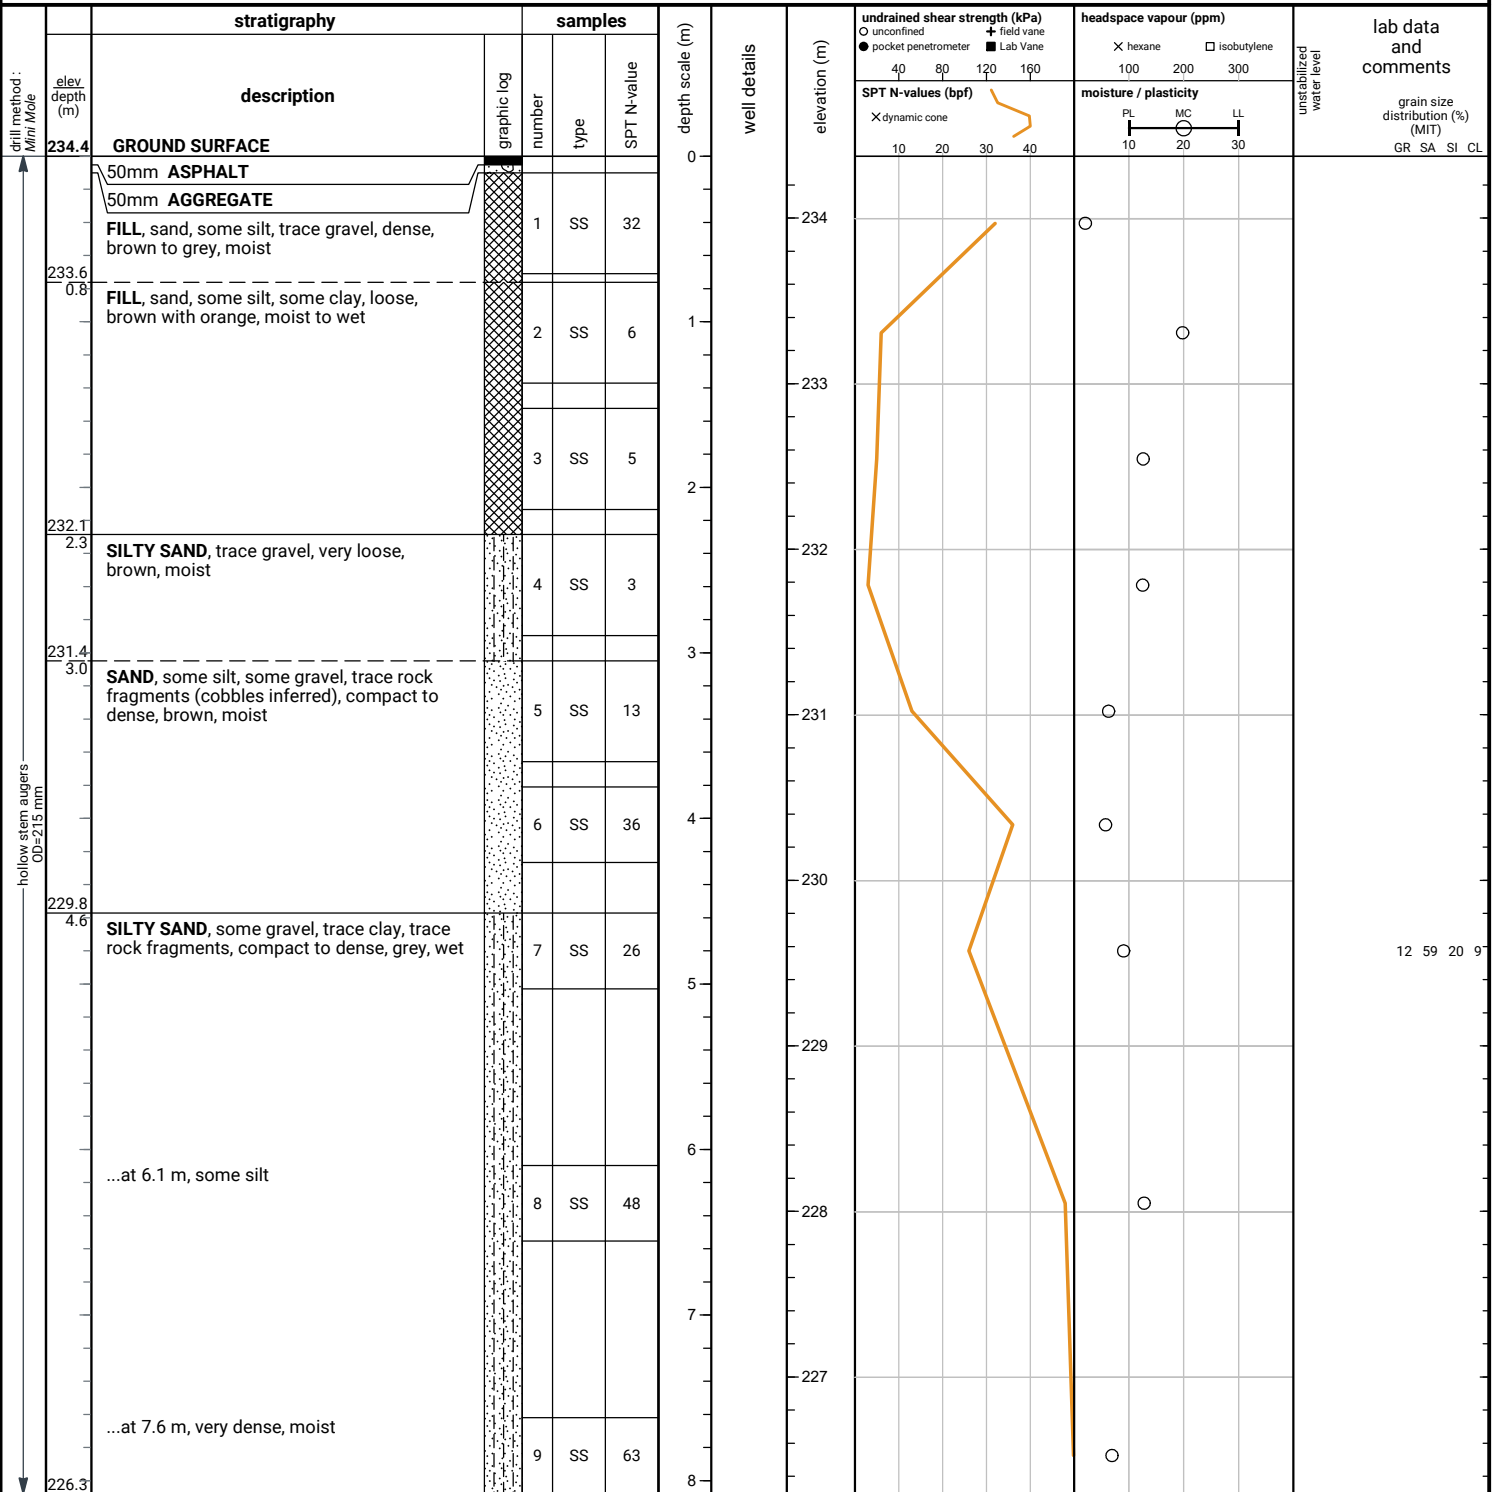 drill method :
Mini Mole
stratigraphy
samples
elev
depth
(m)
description
graphic log
number
type
SPT N-value
depth scale (m)
well details
elevation (m)
undrained shear strength (kPa)
unconfined
field vane
pocket penetrometer
Lab Vane
40 80 120 160
SPT N-values (bpf)
dynamic cone
10 20 30 40
headspace vapour (ppm)
hexane
isobutylene
100 200 300
moisture / plasticity
PL MC LL
10 20 30
unstabilized
water level
lab data
and
comments
grain size
distribution (%)
(MIT)
GR SA SI CL
234.4 GROUND SURFACE
0
50mm ASPHALT
50mm AGGREGATE
FILL, sand, some silt, trace gravel, dense,
brown to grey, moist
1 SS 32
234
233.6
0.8
FILL, sand, some silt, some clay, loose,
brown with orange, moist to wet
2 SS 6
1
233
3 SS 5
2
232.1
2.3
SILTY SAND, trace gravel, very loose,
brown, moist
4 SS 3
232
231.4
3.0
3
SAND, some silt, some gravel, trace rock
fragments (cobbles inferred), compact to
dense, brown, moist
5 SS 13
231
hollow stem augers
OD=215 mm
6 SS 36
4
230
229.8
4.6
SILTY SAND, some gravel, trace clay, trace
rock fragments, compact to dense, grey, wet
7 SS 26
12 59 20 9
5
229
6
...at 6.1 m, some silt
8 SS 48
228
7
227
...at 7.6 m, very dense, moist
9 SS 63
8
226.3